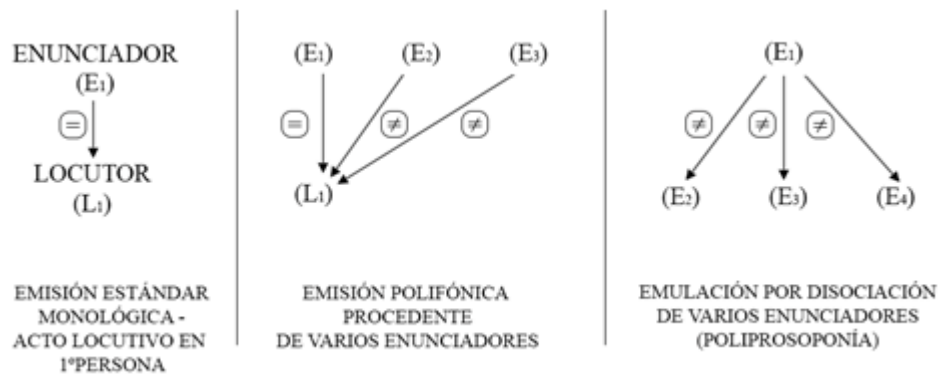 ENUNCIADOR
(E1)
=
LOCUTOR
(L1)
EMISIÓN ESTÁNDAR
MONOLÓGICA -
ACTO LOCUTIVO EN
1ºPERSONA
(E1) (E2) (E3)
= ≠ ≠
(L1)
EMISIÓN POLIFÓNICA
PROCEDENTE
DE VARIOS ENUNCIADORES
(E1)
≠ ≠ ≠
(E2) (E3) (E4)
EMULACIÓN POR DISOCIACIÓN
DE VARIOS ENUNCIADORES
(POLIPROSOPONÍA)